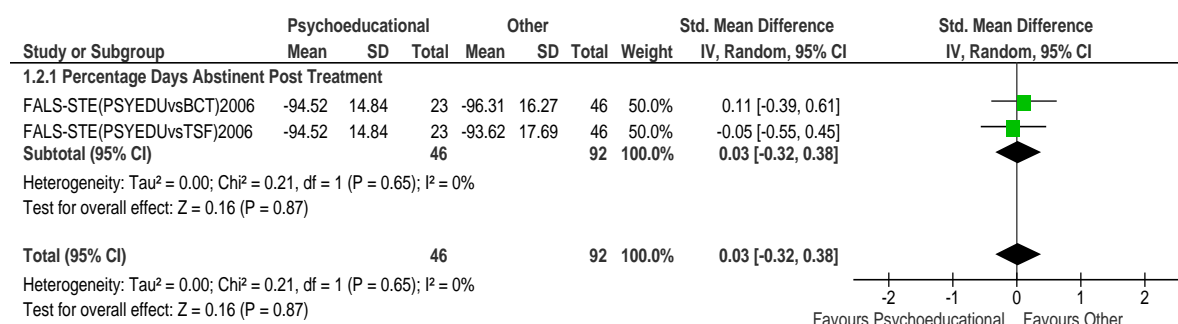 Psychoeducational Other Std. Mean Difference Std. Mean Difference
Study or Subgroup Mean SD Total Mean SD Total Weight IV, Random, 95% CI IV, Random, 95% CI
1.2.1 Percentage Days Abstinent Post Treatment
FALS-STE(PSYEDUvsBCT)2006 -94.52 14.84 23 -96.31 16.27 46 50.0% 0.11 [-0.39, 0.61]
FALS-STE(PSYEDUvsTSF)2006 -94.52 14.84 23 -93.62 17.69 46 50.0% -0.05 [-0.55, 0.45]
Subtotal (95% CI) 46 92 100.0% 0.03 [-0.32, 0.38]
Heterogeneity: Tau² = 0.00; Chi² = 0.21, df = 1 (P = 0.65); I² = 0%
Test for overall effect: Z = 0.16 (P = 0.87)
Total (95% CI) 46 92 100.0% 0.03 [-0.32, 0.38]
Heterogeneity: Tau² = 0.00; Chi² = 0.21, df = 1 (P = 0.65); I² = 0%
Test for overall effect: Z = 0.16 (P = 0.87)
-2 -1 0 1 2
Favours Psychoeducational Favours Other